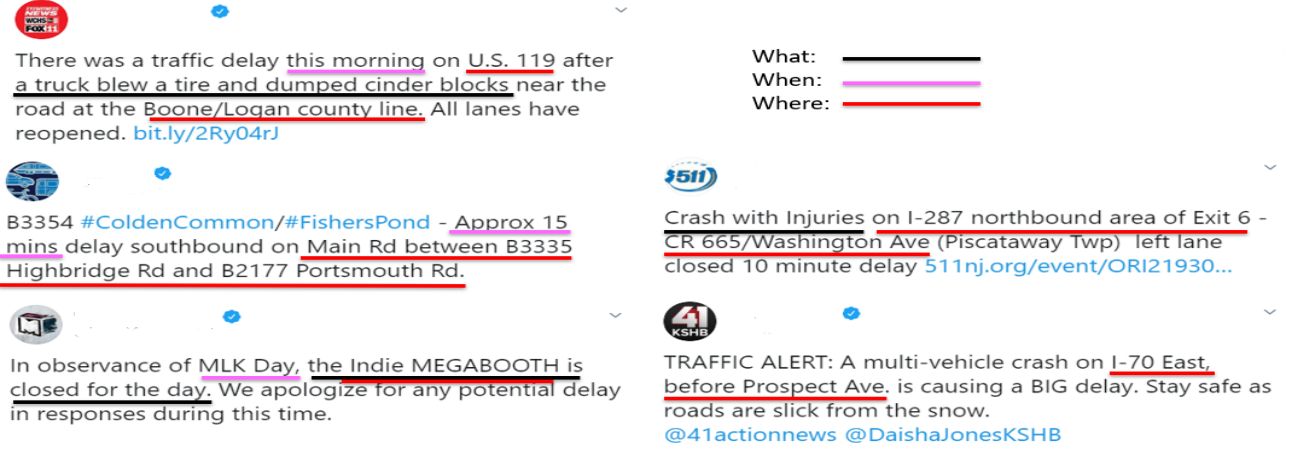 EYEWITNESS
NEWS
WCHS
FOX 11
There was a traffic delay this morning on U.S. 119 after
a truck blew a tire and dumped cinder blocks near the
road at the Boone/Logan county line. All lanes have
reopened. bit.ly/2Ry04rJ
What:
When:
Where:
B3354 #ColdenCommon/#FishersPond - Approx 15
mins delay southbound on Main Rd between B3335
Highbridge Rd and B2177 Portsmouth Rd.
511
Crash with Injuries on I-287 northbound area of Exit 6 -
CR 665/Washington Ave (Piscataway Twp) left lane
closed 10 minute delay 511nj.org/event/ORI21930...
In observance of MLK Day, the Indie MEGABOOTH is
closed for the day. We apologize for any potential delay
in responses during this time.
41
KSHB
TRAFFIC ALERT: A multi-vehicle crash on I-70 East,
before Prospect Ave. is causing a BIG delay. Stay safe as
roads are slick from the snow.
@41actionnews @DaishaJonesKSHB